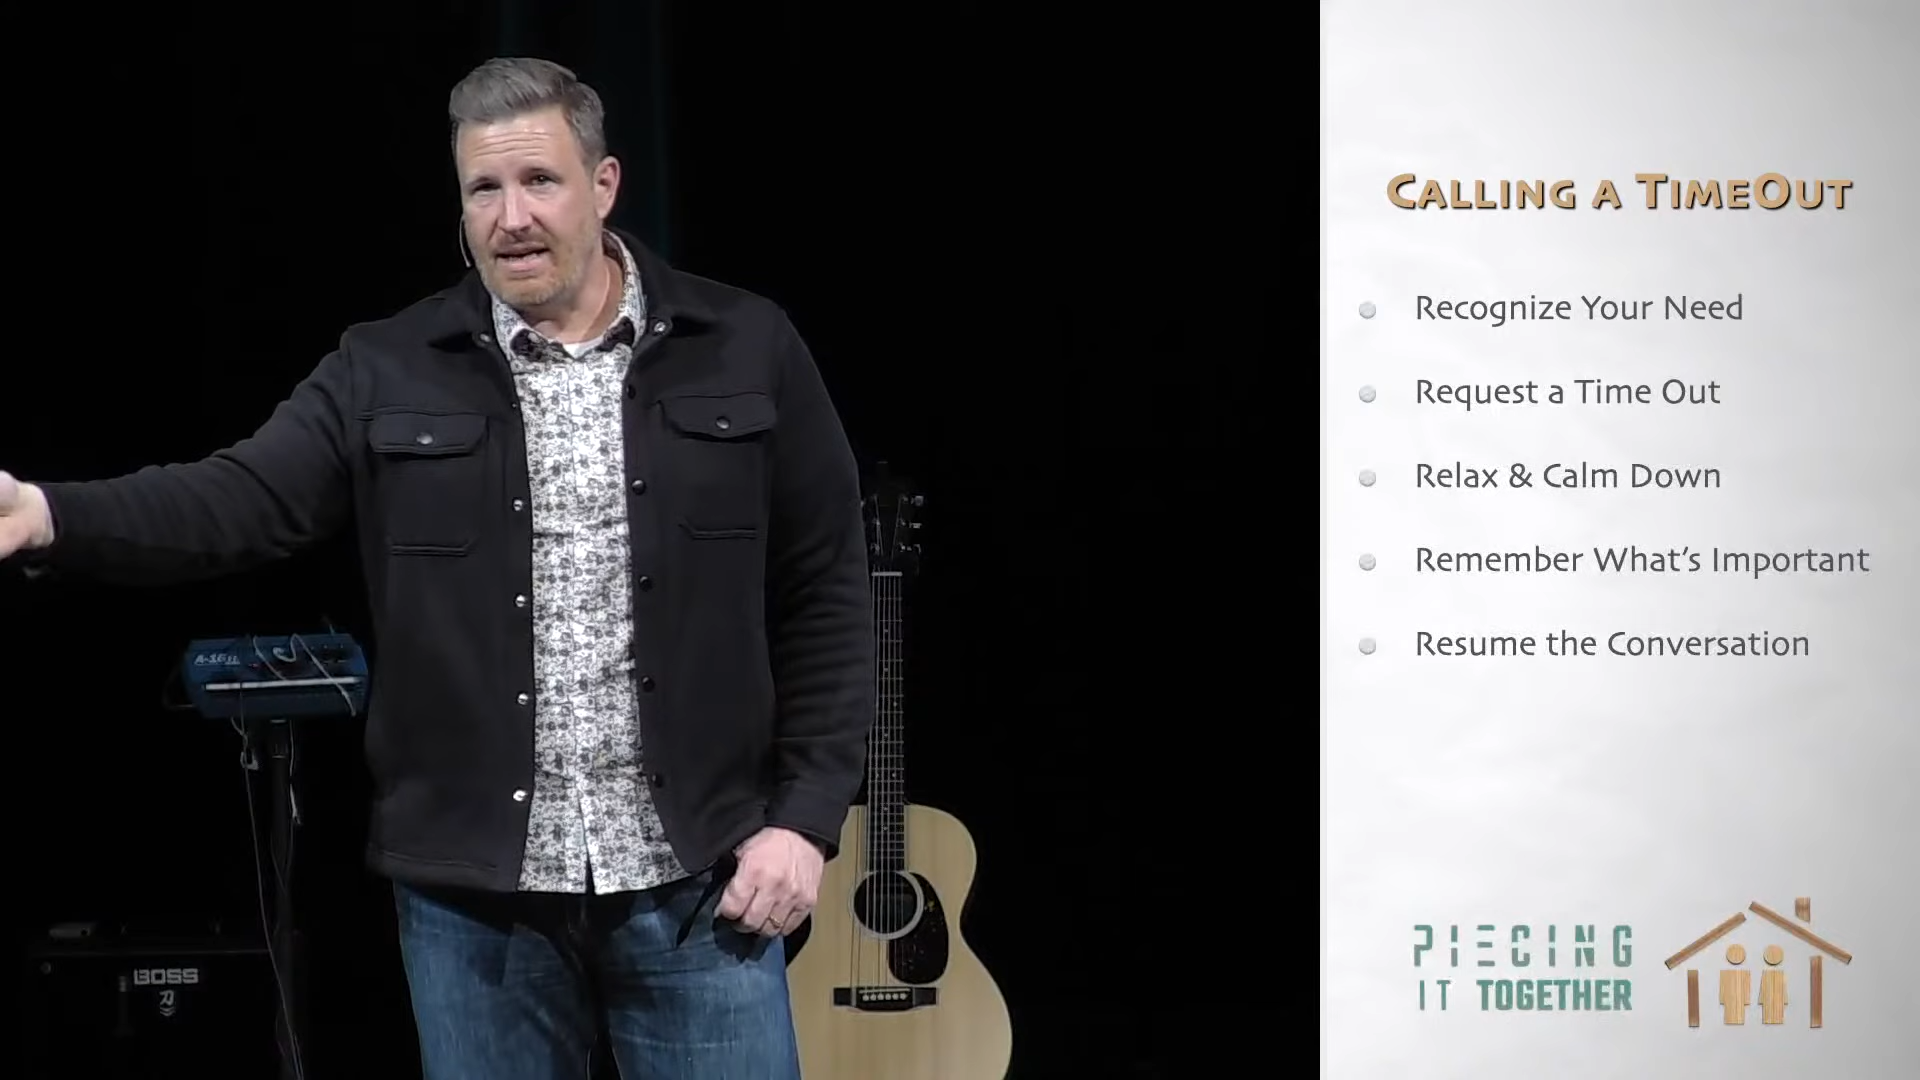 CALLING A TIMEOUT
Recognize Your Need
Request a Time Out
Relax & Calm Down
Remember What's Important
Resume the Conversation
PIECING
IT TOGETHER
A-16II
BOSS